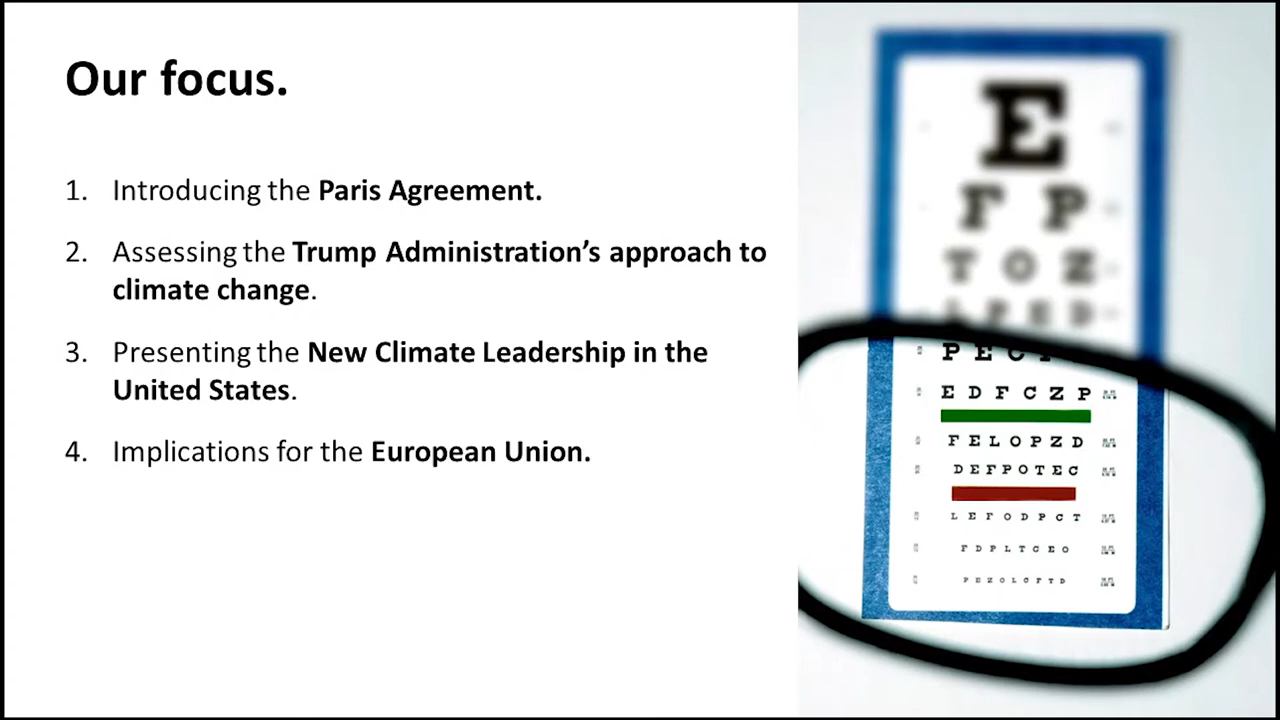 Our focus.
1. Introducing the Paris Agreement.
2. Assessing the Trump Administration's approach to
climate change.
3. Presenting the New Climate Leadership in the
United States.
4. Implications for the European Union.
E
F P
T O Z
L P E D
P E C
E D F C Z P
F E L O P Z D
D E F P O T E C
L E F O D P C T
F D P L T C E O
P E Z O L C F T D